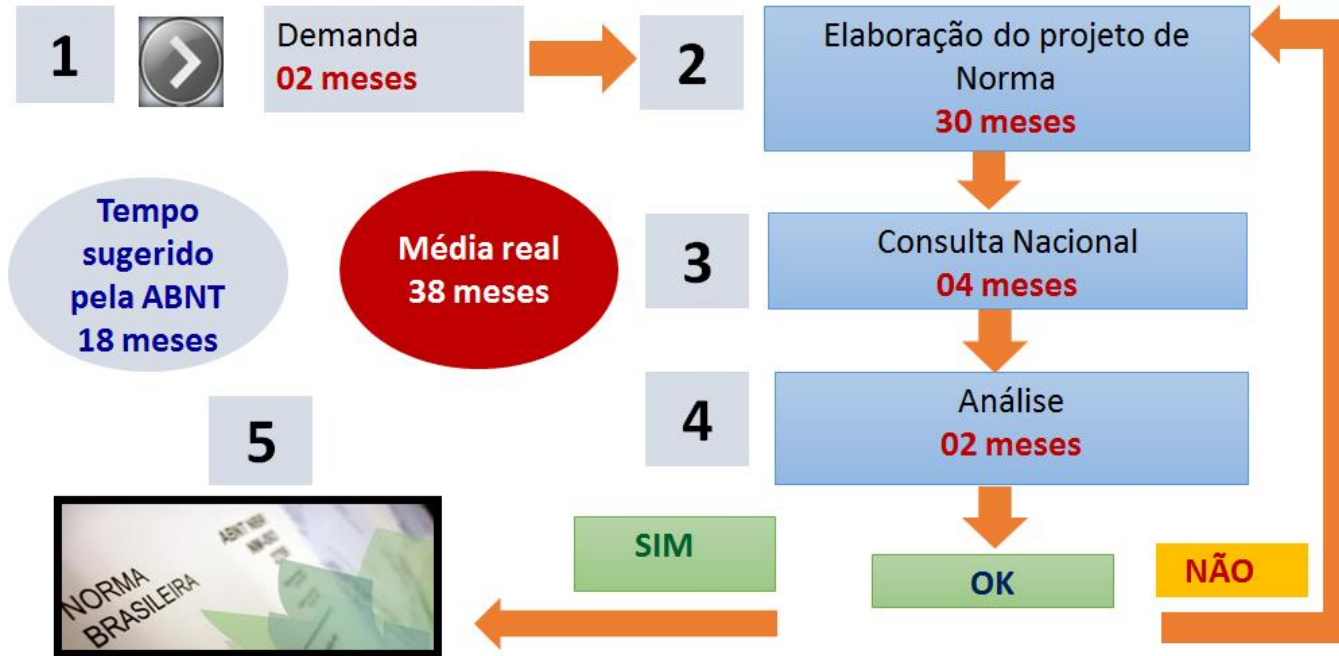 1
Demanda
02 meses
2
Elaboração do projeto de
Norma
30 meses
Tempo
sugerido
pela ABNT
18 meses
Média real
38 meses
3
Consulta Nacional
04 meses
4
Análise
02 meses
5
SIM
OK
NÃO
ABNT NBR
NORMA
BRASILEIRA